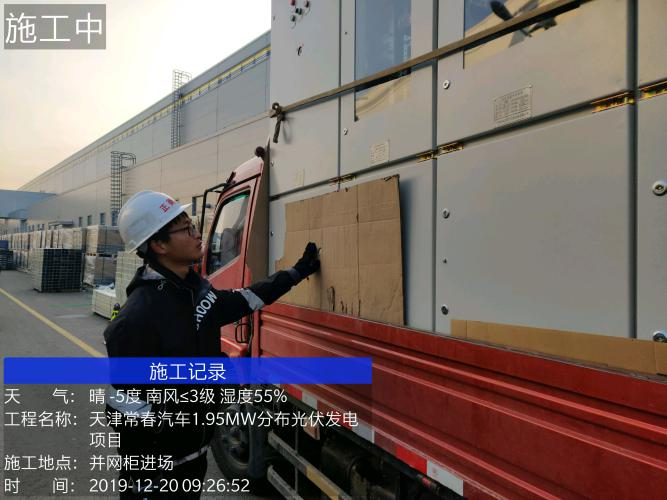 施工中
正泰
施工记录
天 气: 晴 -5度 南风≤3级 湿度55%
工程名称: 天津常春汽车1.95MW分布光伏发电
项目
施工地点: 并网柜进场
时 间: 2019-12-20 09:26:52